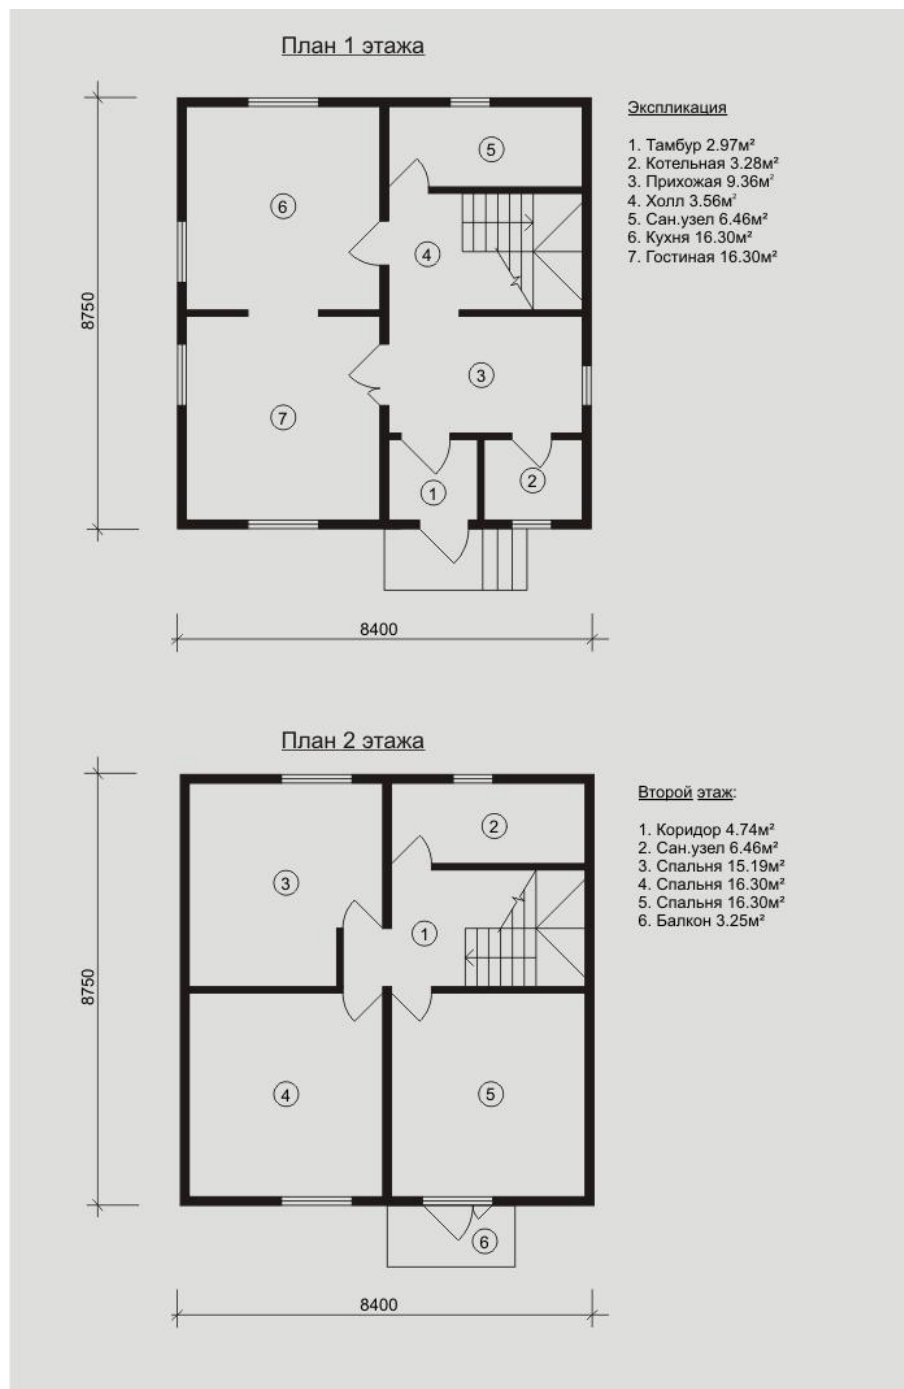 План 1 этажа
Экспликация
1. Тамбур 2.97м²
2. Котельная 3.28м²
3. Прихожая 9.36м²
4. Холл 3.56м²
5. Сан.узел 6.46м²
6. Кухня 16.30м²
7. Гостиная 16.30м²
5
6
4
8750
3
7
2
1
8400
План 2 этажа
Второй этаж:
1. Коридор 4.74м²
2. Сан.узел 6.46м²
3. Спальня 15.19м²
4. Спальня 16.30м²
5. Спальня 16.30м²
6. Балкон 3.25м²
2
3
1
8750
4
5
6
8400